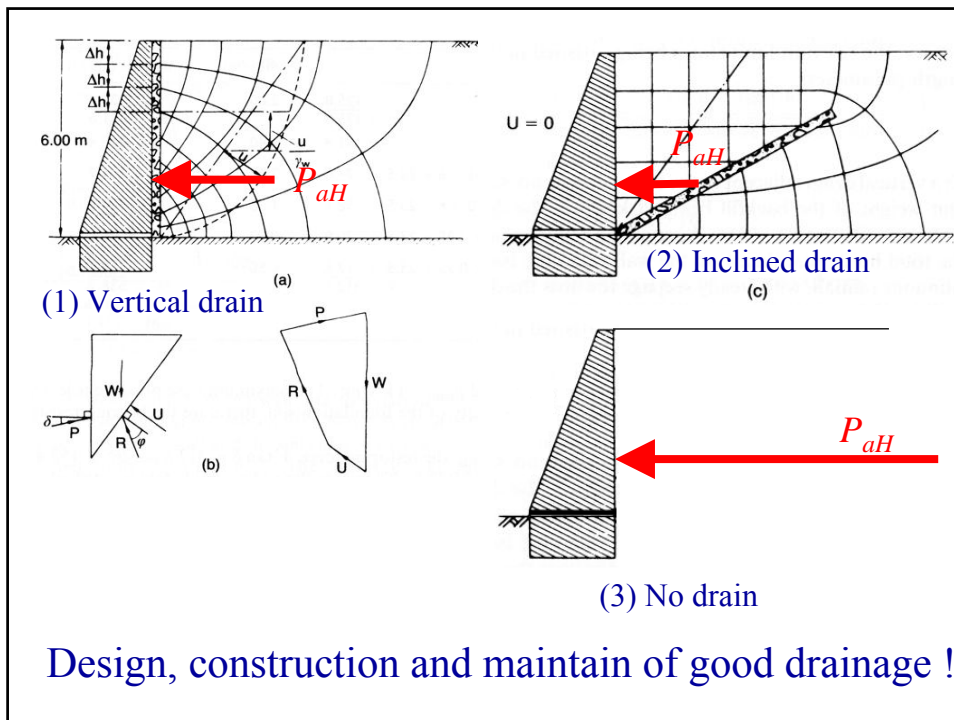 Δh
Δh
Δh
6.00 m
u
u
γw
PaH
(a)
(1) Vertical drain
U = 0
PaH
(2) Inclined drain
(c)
W
U
δ
P
R
φ
(b)
P
R
W
U
PaH
(3) No drain
Design, construction and maintain of good drainage !